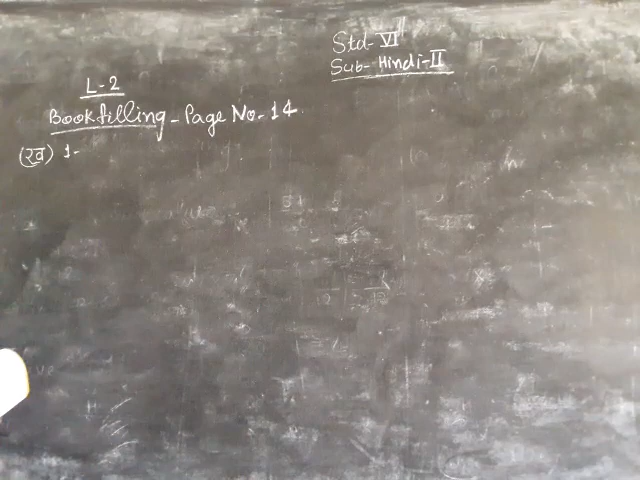 Std-VI
Sub-Hindi-II
L-2
Bookfilling-Page No.-14
(ख) 1-